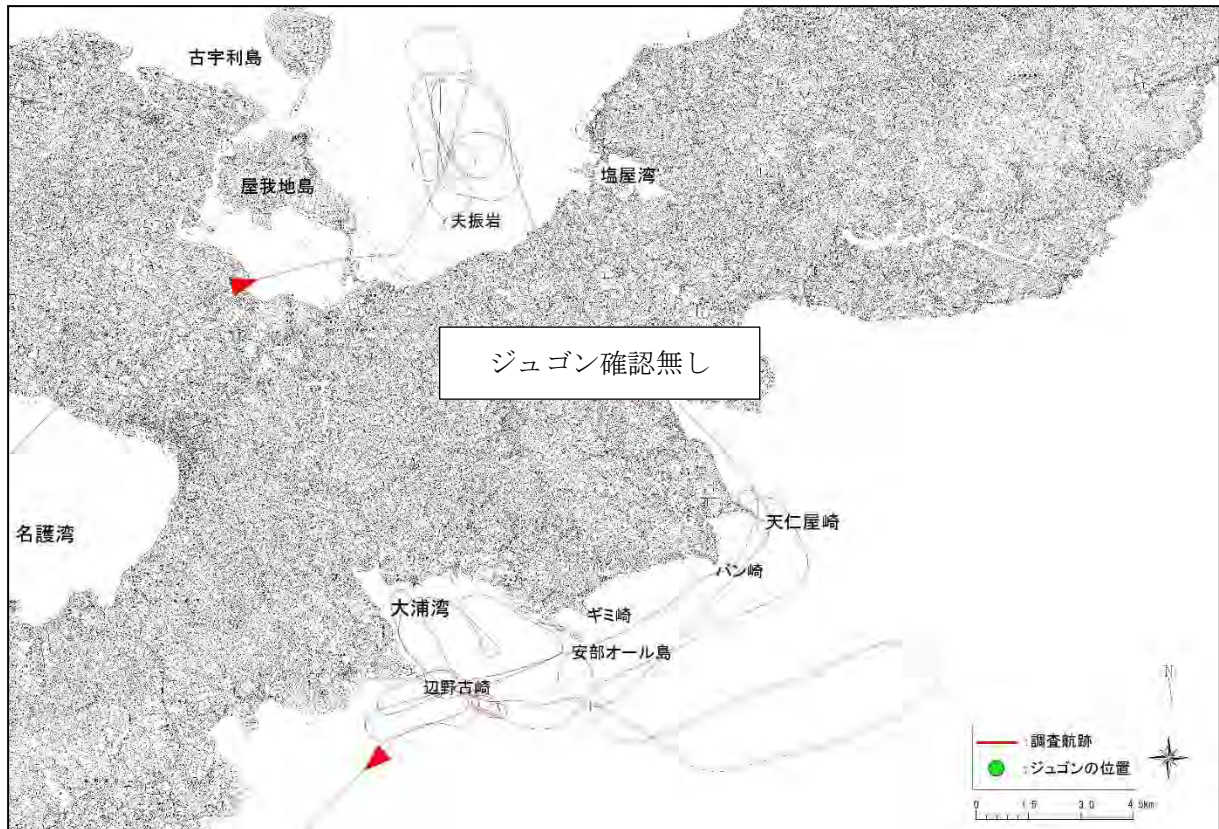 古宇利島
屋我地島
塩屋湾
夫振岩
ジュゴン確認無し
名護湾
天仁屋崎
バン崎
大浦湾
ギミ崎
安部オール島
辺野古崎
N
:調査航跡
:ジュゴンの位置
0 1.5 3.0 4.5km